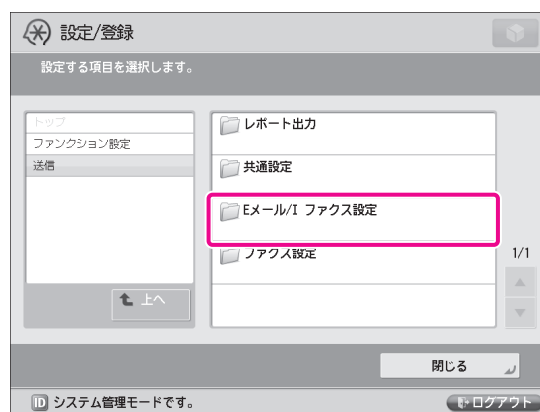 設定/登録
設定する項目を選択します。
トップ
ファンクション設定
送信
レポート出力
共通設定
Eメール/I ファクス設定
ファクス設定
1/1
上へ
閉じる
ID システム管理モードです。
ログアウト